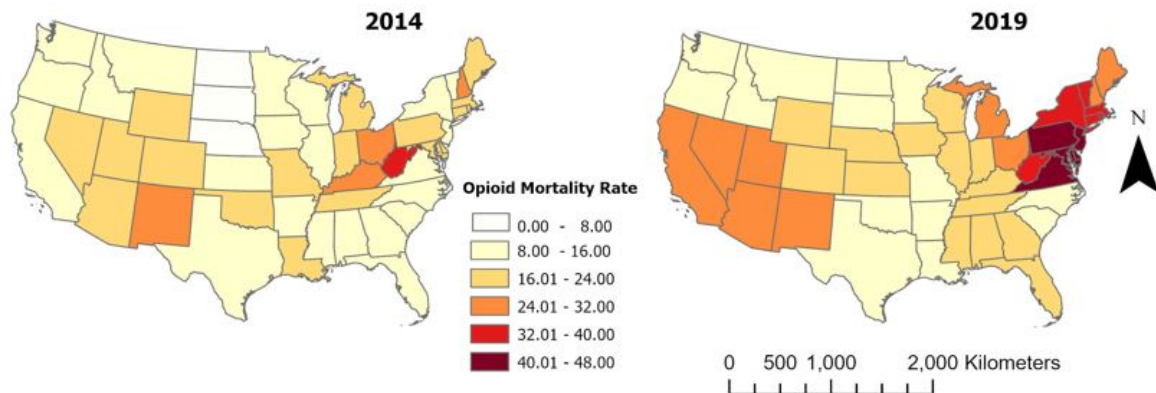 2014
2019
N
Opioid Mortality Rate
0.00 - 8.00
8.00 - 16.00
16.01 - 24.00
24.01 - 32.00
32.01 - 40.00
40.01 - 48.00
0 500 1,000 2,000 Kilometers